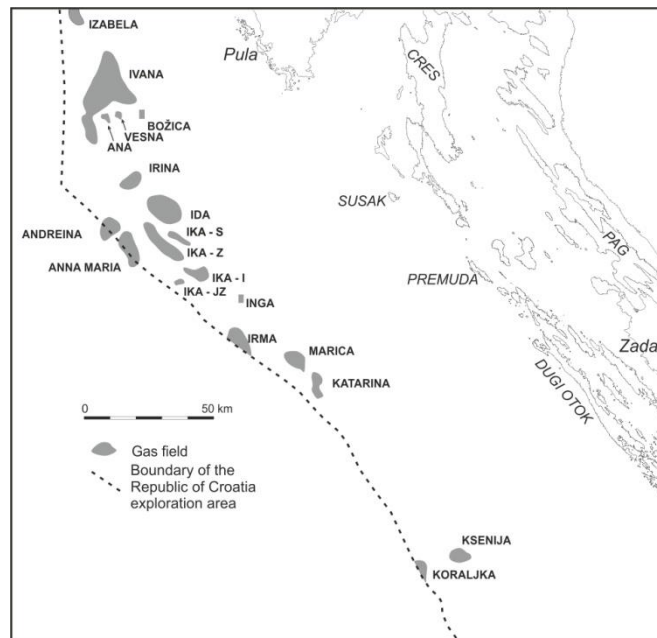 IZABELA
IVANA
Pula
CRES
BOŽICA
VESNA
ANA
IRINA
SUSAK
IDA
ANDREINA
IKA - S
PAG
IKA - Z
ANNA MARIA
PREMUDA
IKA - I
IKA - JZ
INGA
IRMA
Zada
MARICA
DUGI OTOK
KATARINA
0 50 km
Gas field
Boundary of the
Republic of Croatia
exploration area
KSENIJA
KORALJKA